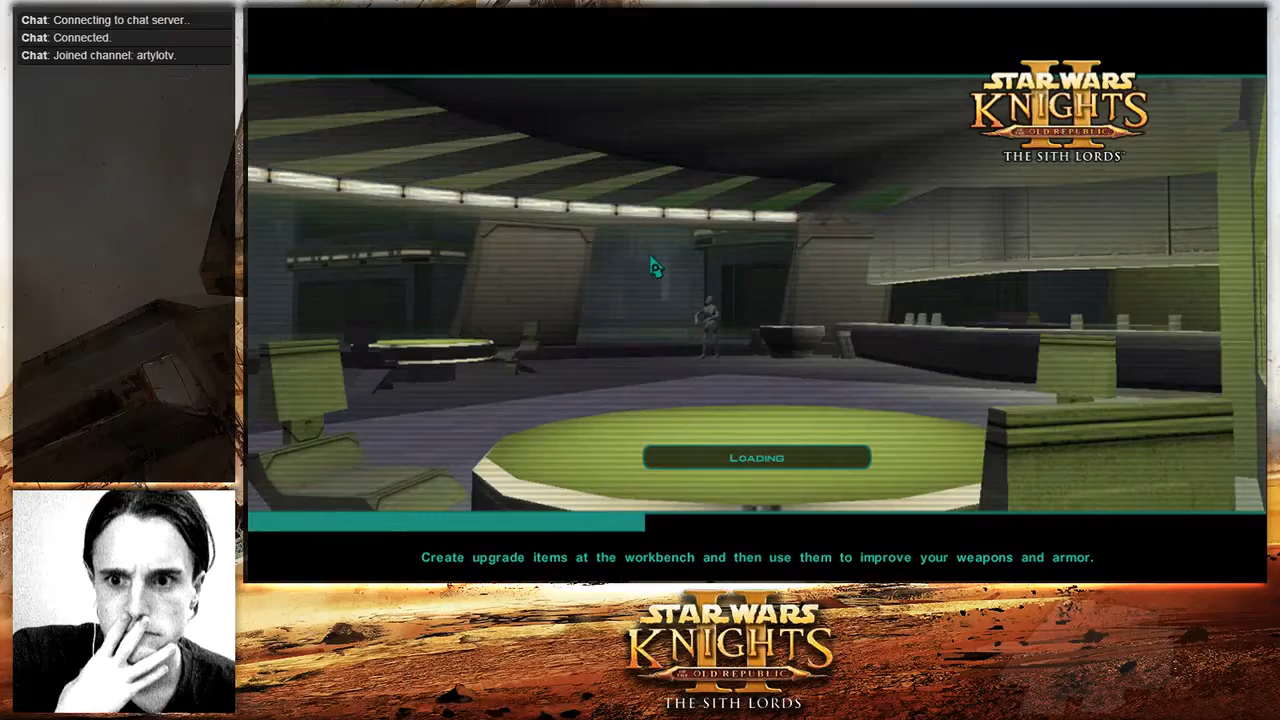 Chat: Connecting to chat server..
Chat: Connected.
Chat: Joined channel: artylotv.
STAR WARS
KNIGHTS
II
OF THE OLD REPUBLIC
THE SITH LORDS
LOADING
Create upgrade items at the workbench and then use them to improve your weapons and armor.
STAR WARS
KNIGHTS
II
OF THE OLD REPUBLIC
THE SITH LORDS